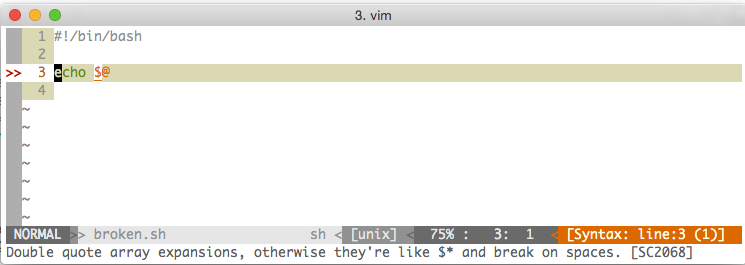 3. vim
1 #!/bin/bash
2
>> 3 echo $@
4
~
~
~
~
~
~
~
NORMAL >> broken.sh sh < [unix] < 75% : 3: 1 < [Syntax: line:3 (1)]
Double quote array expansions, otherwise they're like $* and break on spaces. [SC2068]